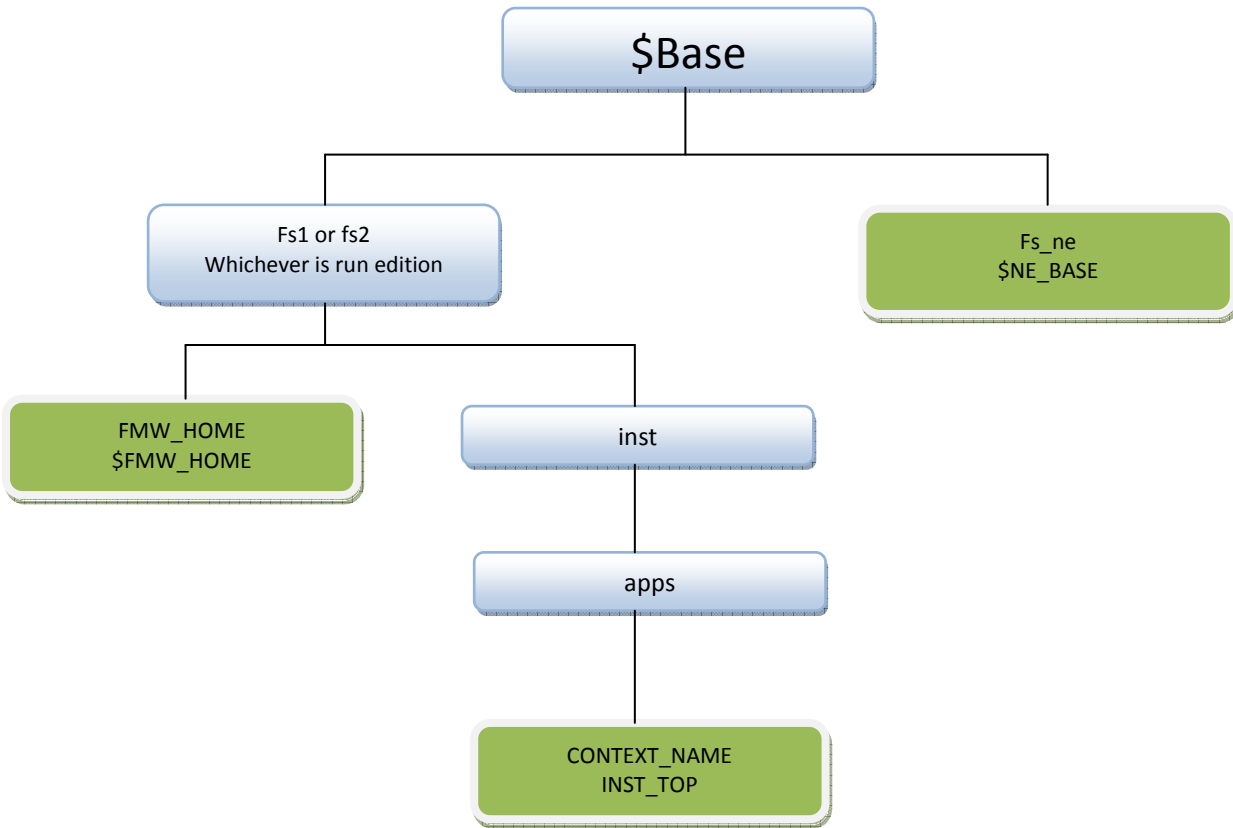 $Base
Fs1 or fs2
Whichever is run edition
Fs_ne
$NE_BASE
FMW_HOME
$FMW_HOME
inst
apps
CONTEXT_NAME
INST_TOP